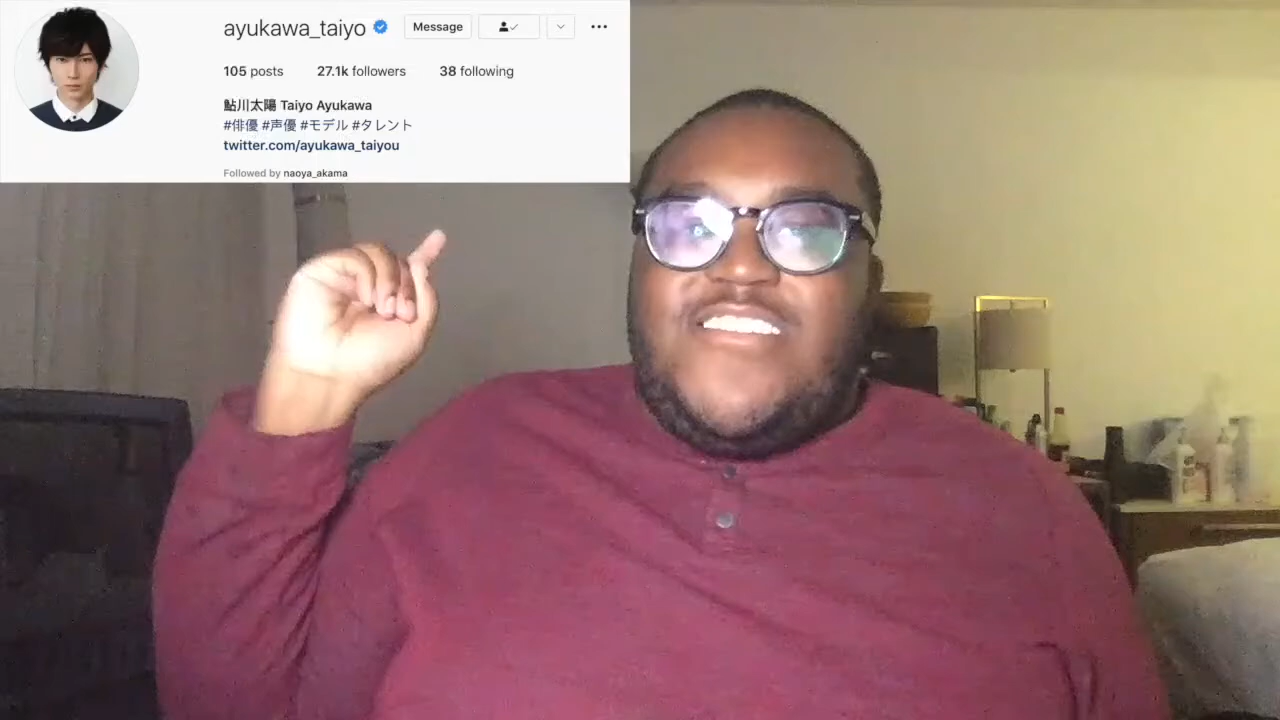 ayukawa_taiyo Message
105 posts 27.1k followers 38 following
鮎川太陽 Taiyo Ayukawa
#俳優 #声優 #モデル #タレント
twitter.com/ayukawa_taiyou
Followed by naoya_akama